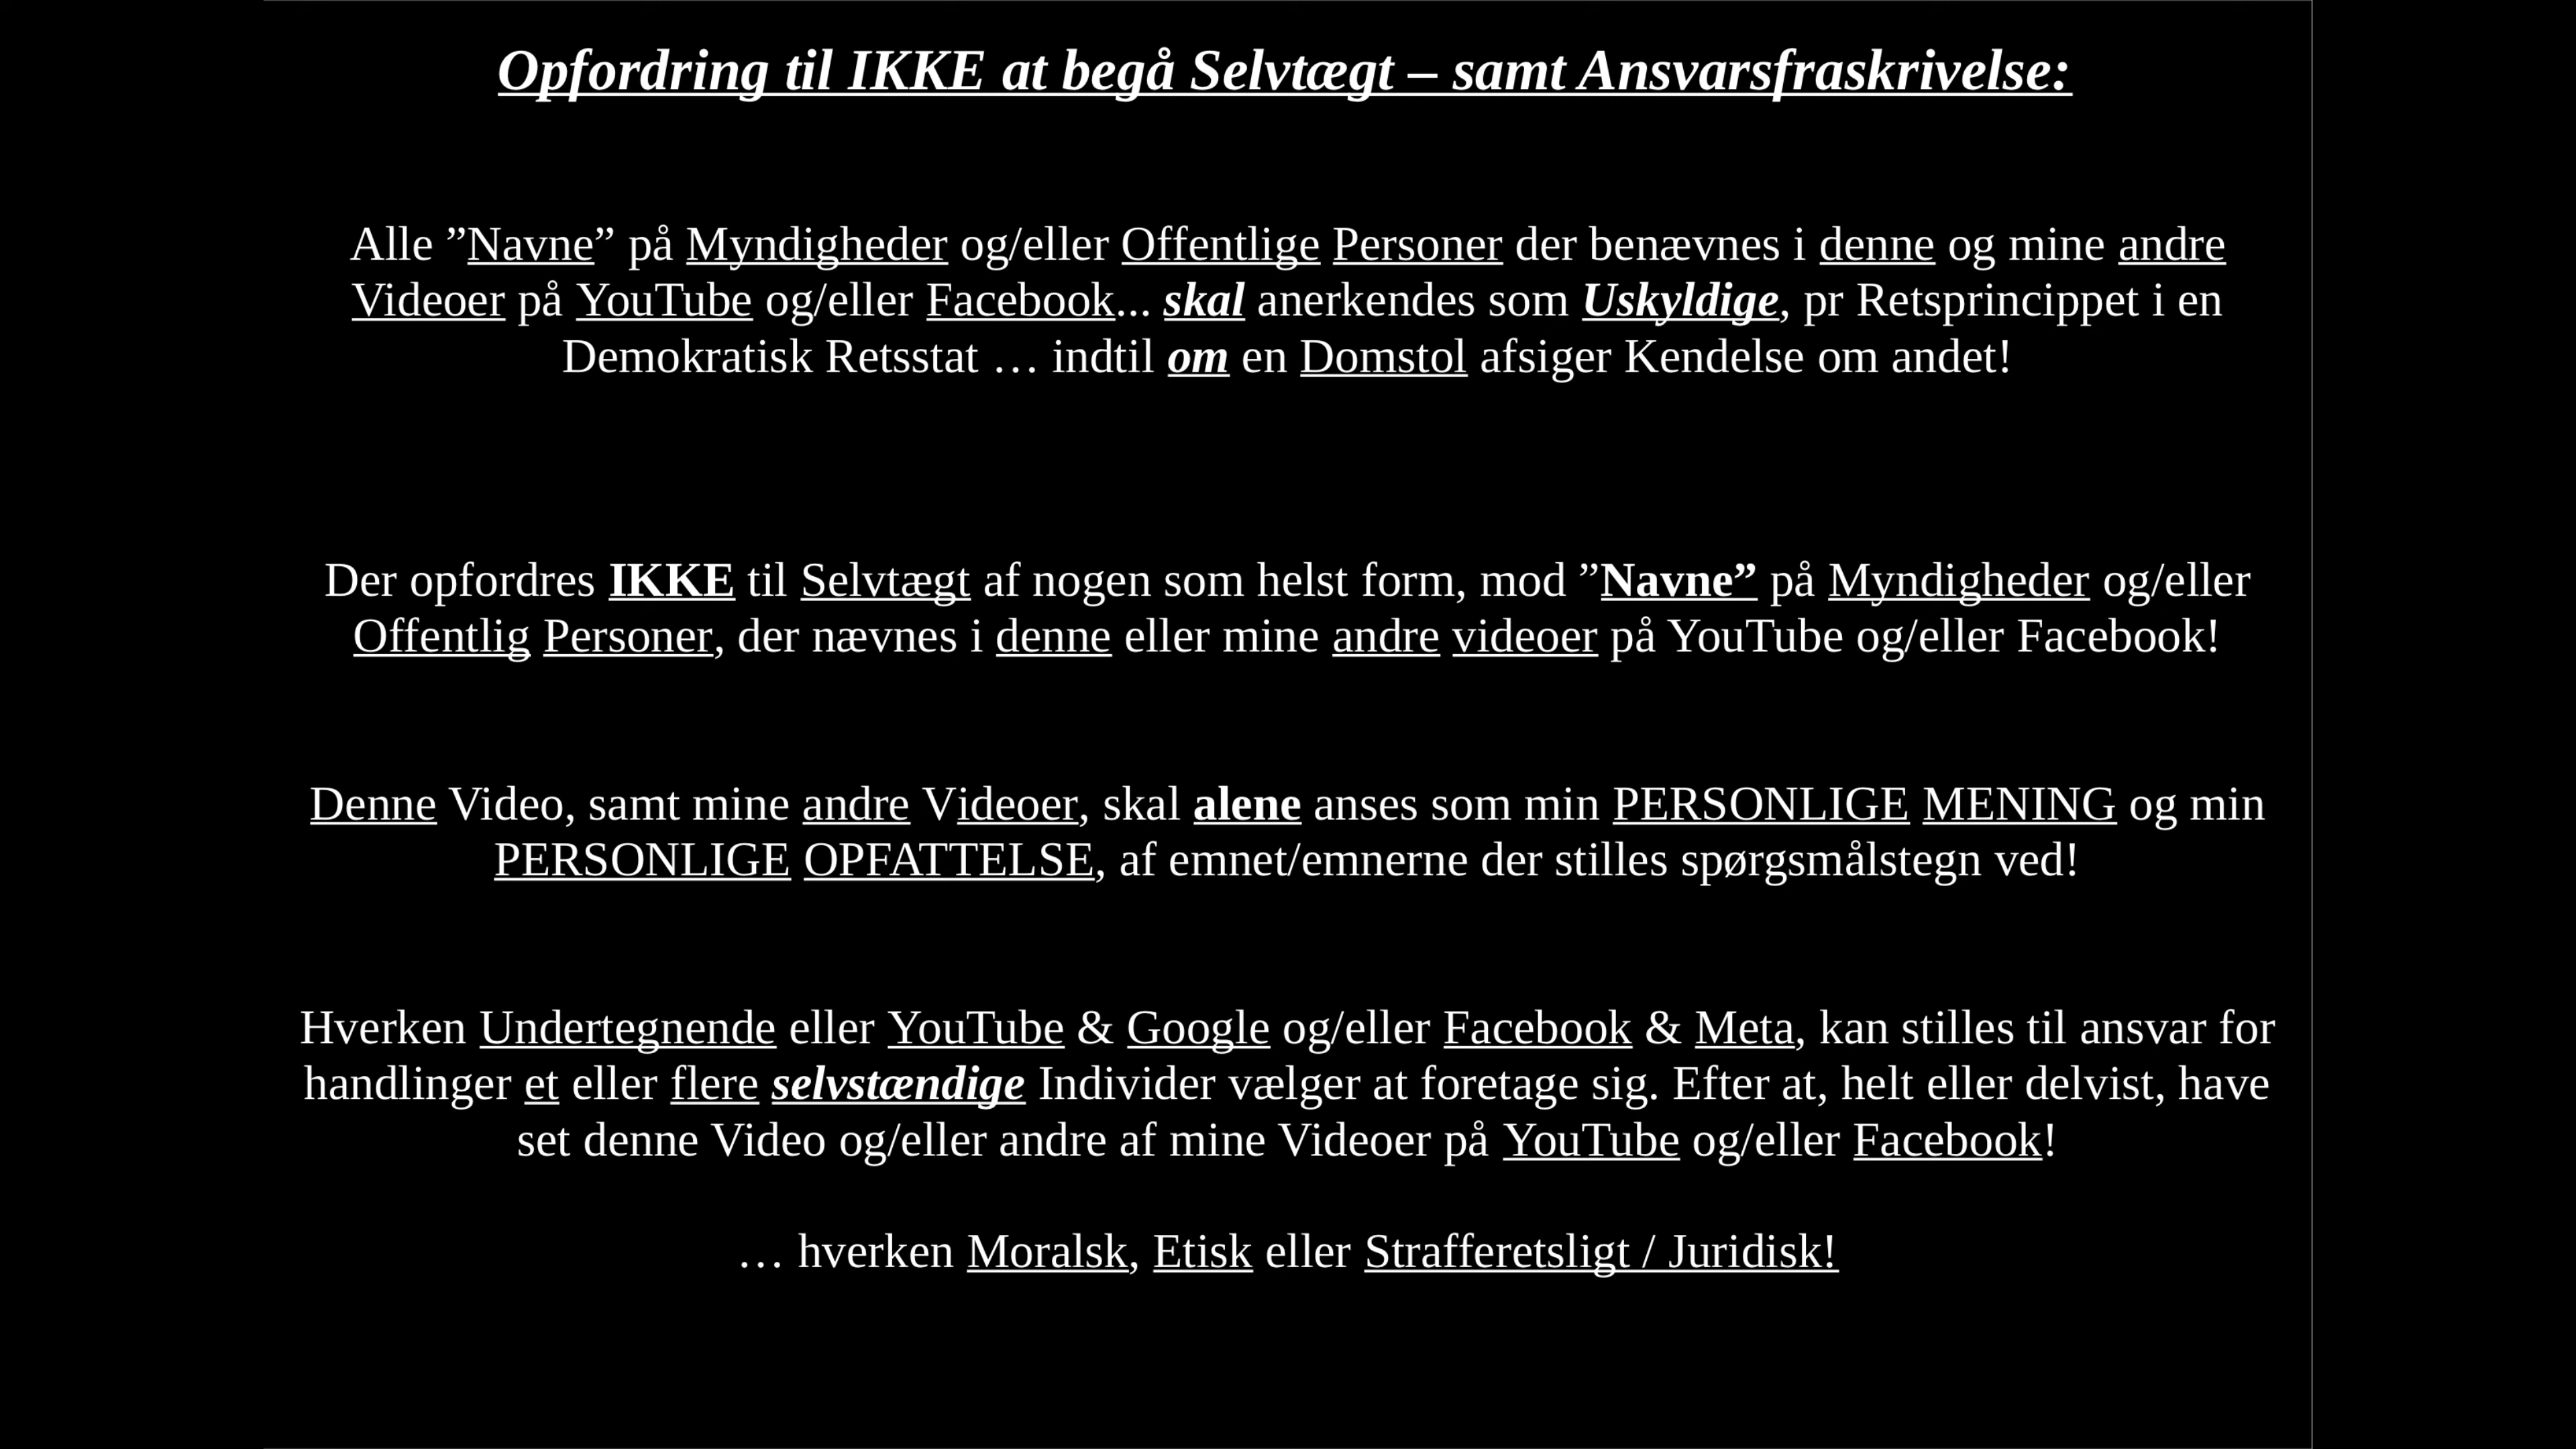 Opfordring til IKKE at begå Selvtægt – samt Ansvarsfraskrivelse:
Alle ”Navne” på Myndigheder og/eller Offentlige Personer der benævnes i denne og mine andre
Videoer på YouTube og/eller Facebook... skal anerkendes som Uskyldige, pr Retsprincippet i en
Demokratisk Retsstat … indtil om en Domstol afsiger Kendelse om andet!
Der opfordres IKKE til Selvtægt af nogen som helst form, mod ”Navne” på Myndigheder og/eller
Offentlig Personer, der nævnes i denne eller mine andre videoer på YouTube og/eller Facebook!
Denne Video, samt mine andre Videoer, skal alene anses som min PERSONLIGE MENING og min
PERSONLIGE OPFATTELSE, af emnet/emnerne der stilles spørgsmålstegn ved!
Hverken Undertegnende eller YouTube & Google og/eller Facebook & Meta, kan stilles til ansvar for
handlinger et eller flere selvstændige Individer vælger at foretage sig. Efter at, helt eller delvist, have
set denne Video og/eller andre af mine Videoer på YouTube og/eller Facebook!
… hverken Moralsk, Etisk eller Strafferetsligt / Juridisk!